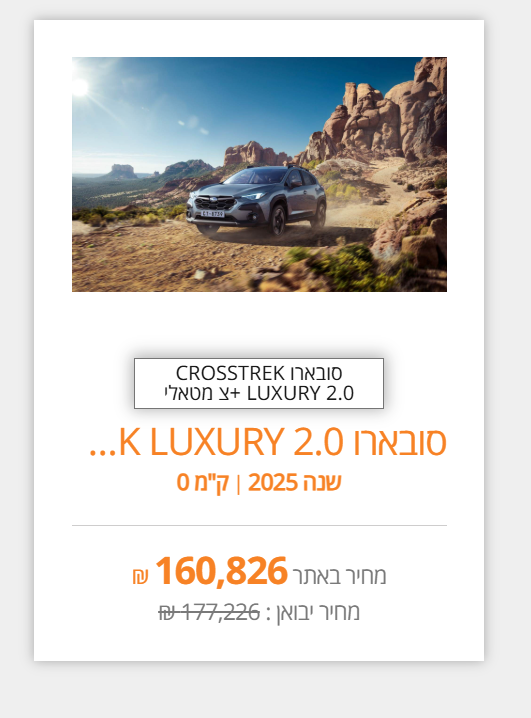 סובארו CROSSTREK
LUXURY 2.0 +צ מטאלי
סובארו K LUXURY 2.0...
שנה 2025 | ק"מ 0
מחיר באתר 160,826 ₪
מחיר יבואן : 177,226 ₪